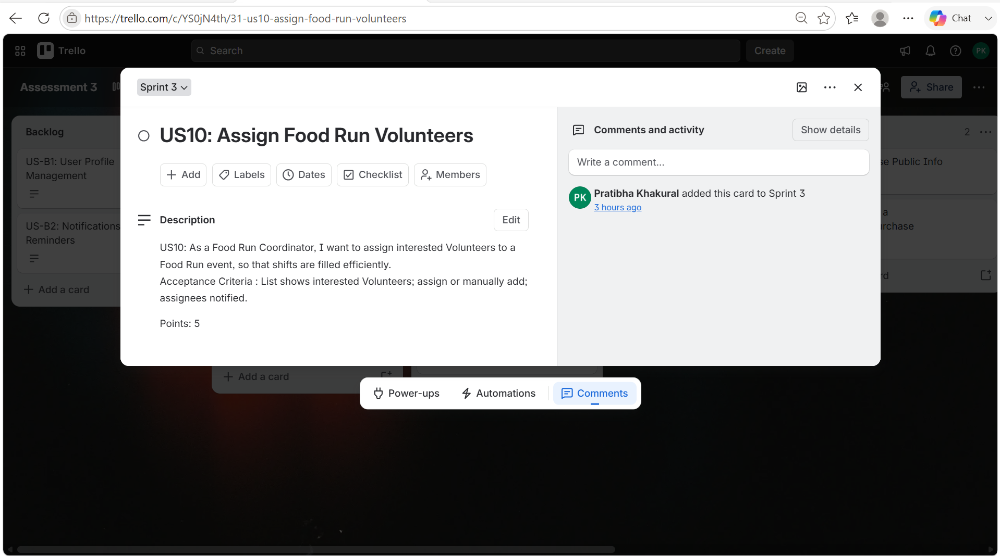 https://trello.com/c/YS0jN4th/31-us10-assign-food-run-volunteers
Chat
Trello
Search
Create
PK
Assessment 3
Share
Sprint 3
Backlog
US-B1: User Profile
Management
US-B2: Notifications
Reminders
Add a card
US10: Assign Food Run Volunteers
Add
Labels
Dates
Checklist
Members
Description
Edit
US10: As a Food Run Coordinator, I want to assign interested Volunteers to a
Food Run event, so that shifts are filled efficiently.
Acceptance Criteria : List shows interested Volunteers; assign or manually add;
assignees notified.
Points: 5
Comments and activity
Show details
Write a comment...
PK
Pratibha Khakural added this card to Sprint 3
3 hours ago
2
Public Info
a
Add a card
Power-ups
Automations
Comments